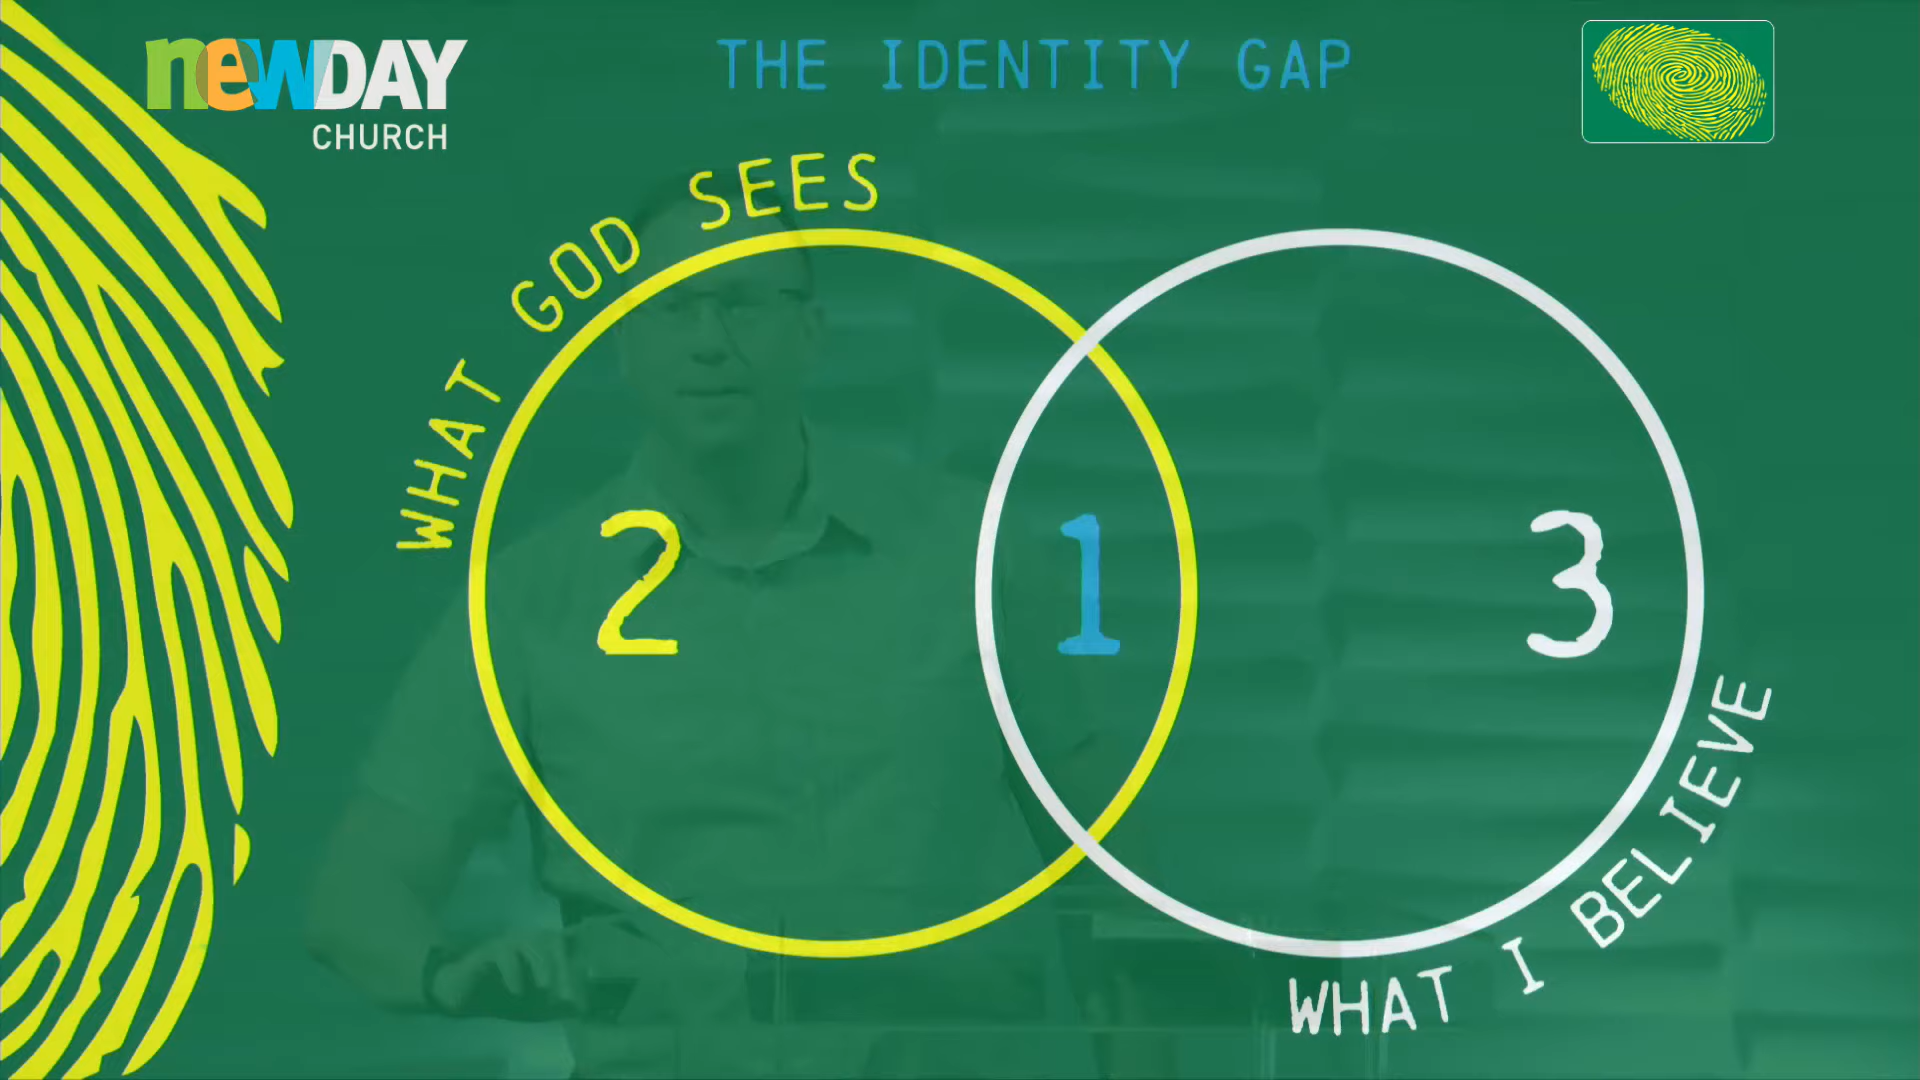 newDAY
CHURCH
THE IDENTITY GAP
WHAT GOD SEES
2
1
3
WHAT I BELIEVE